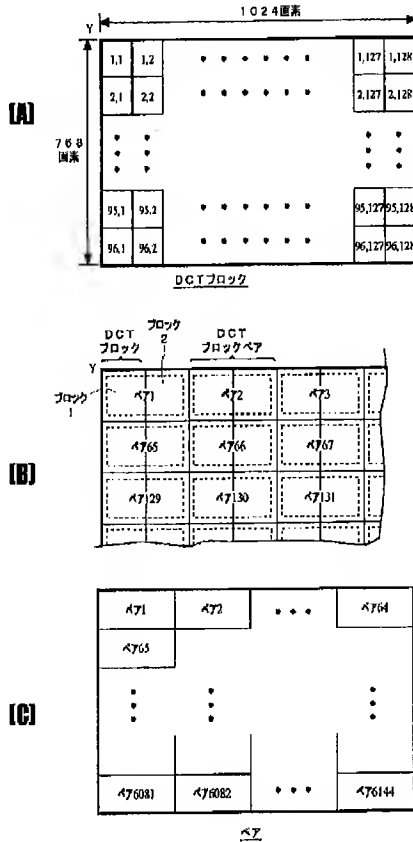 1024画素
Y
1,1 1,2 1,127 1,128
2,1 2,2 2,127 2,128
[A]
768
画素
95,1 95,2 95,127 95,128
96,1 96,2 96,127 96,128
DCTブロック
DCT
ブロック
ブロック
2
DCT
ブロックペア
Y
ブロック
1
ペア1 ペア2 ペア3
ペア65 ペア66 ペア67
[B]
ペア129 ペア130 ペア131
ペア1 ペア2 ペア64
ペア65
[C]
ペア6081 ペア6082 ペア6144
ペア